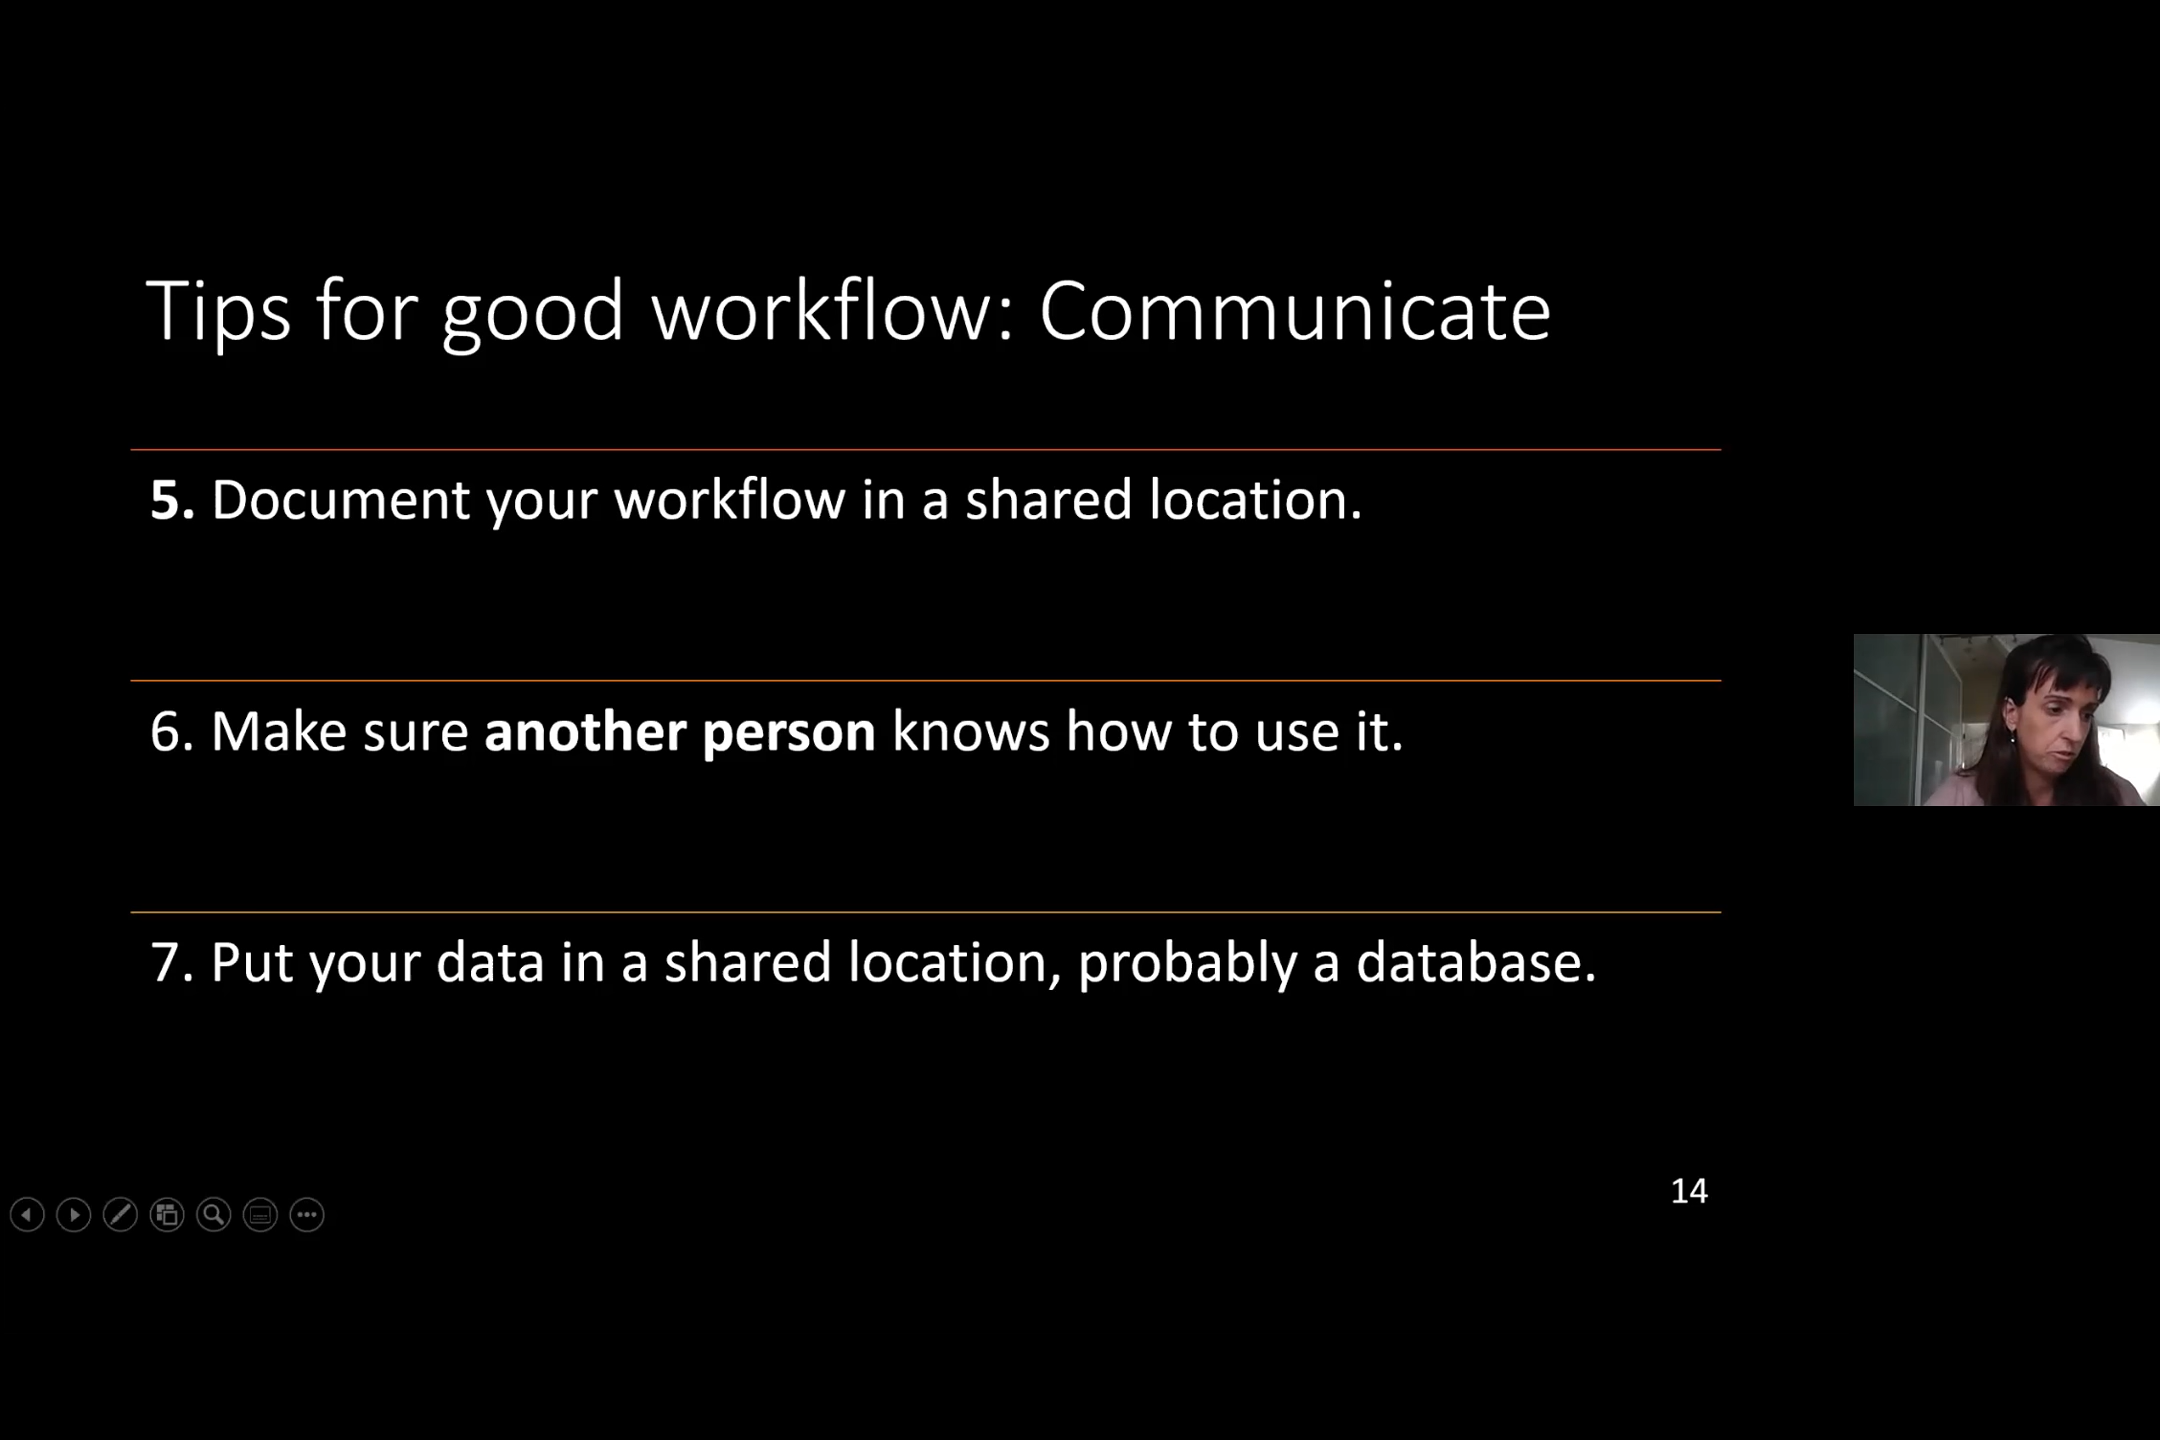 Tips for good workflow: Communicate
5. Document your workflow in a shared location.
6. Make sure another person knows how to use it.
7. Put your data in a shared location, probably a database.
14